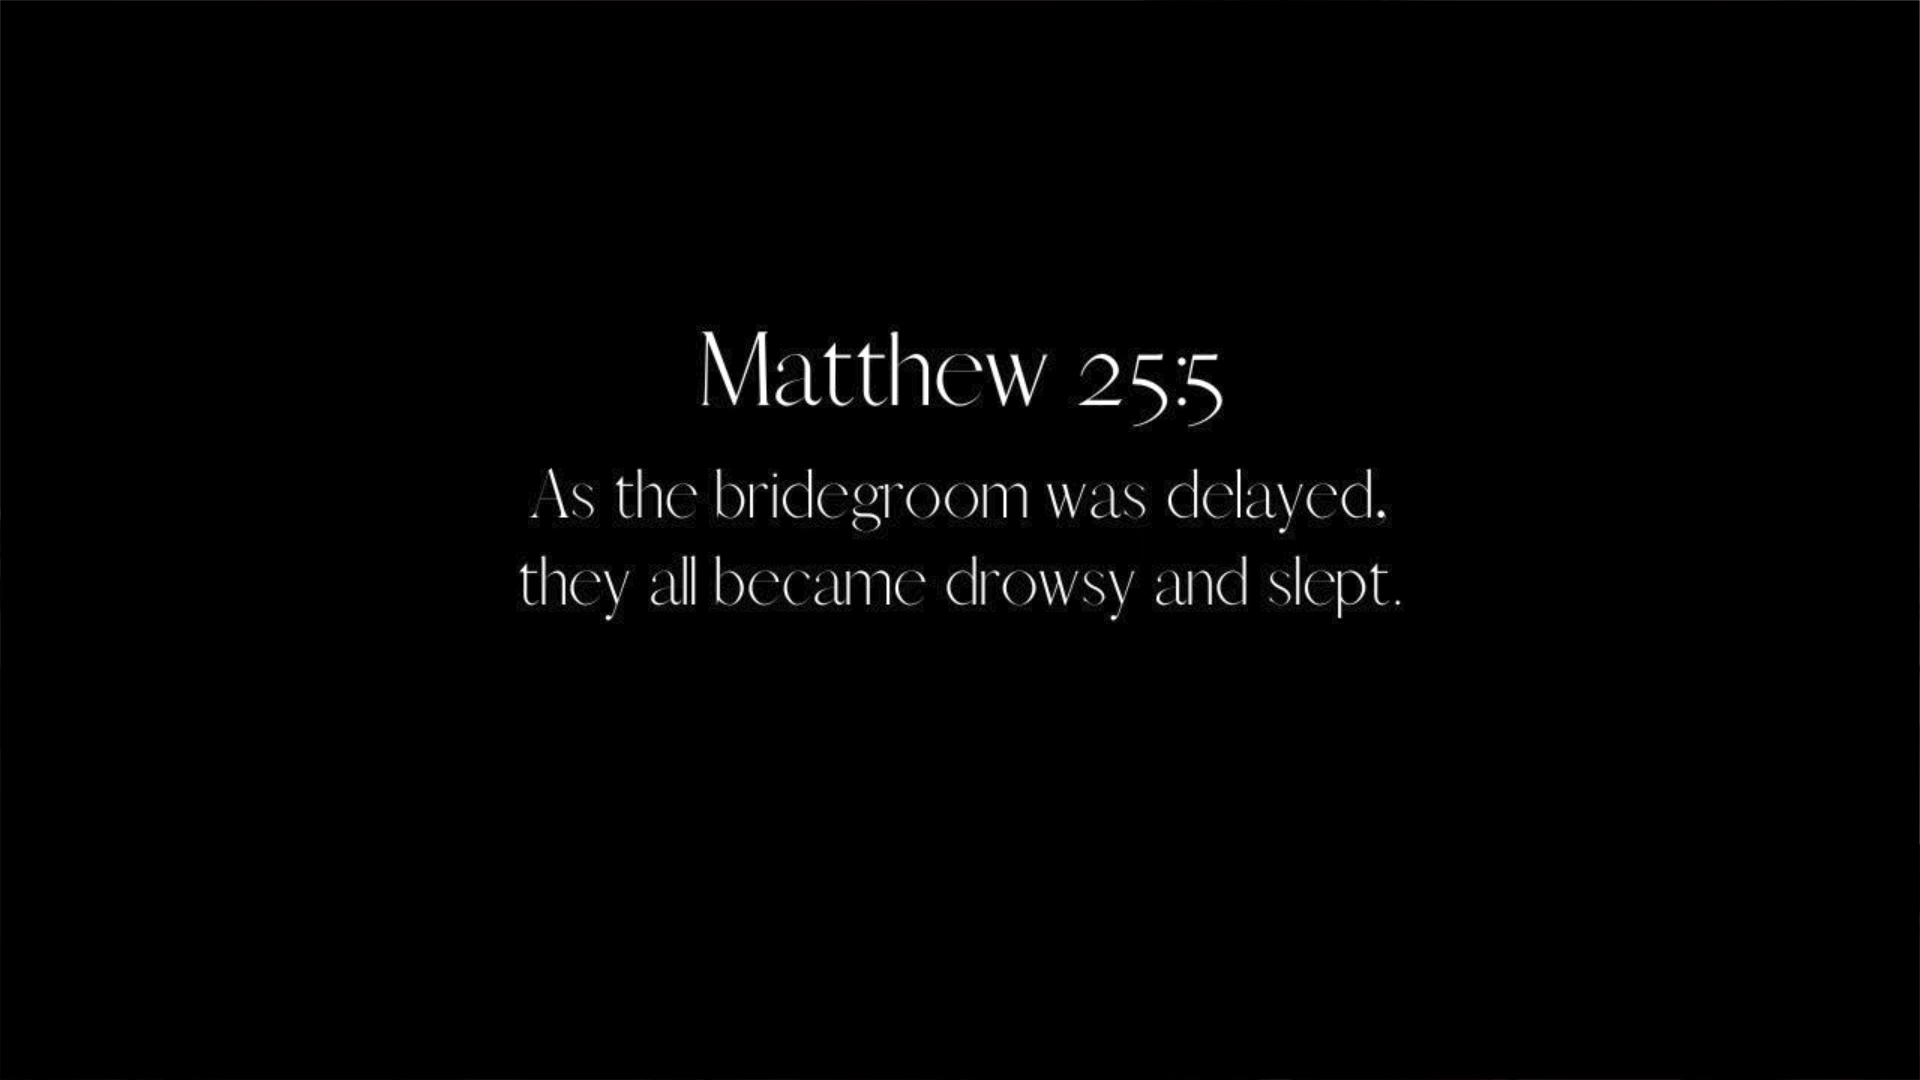 Matthew 25:5
As the bridegroom was delayed,
they all became drowsy and slept.